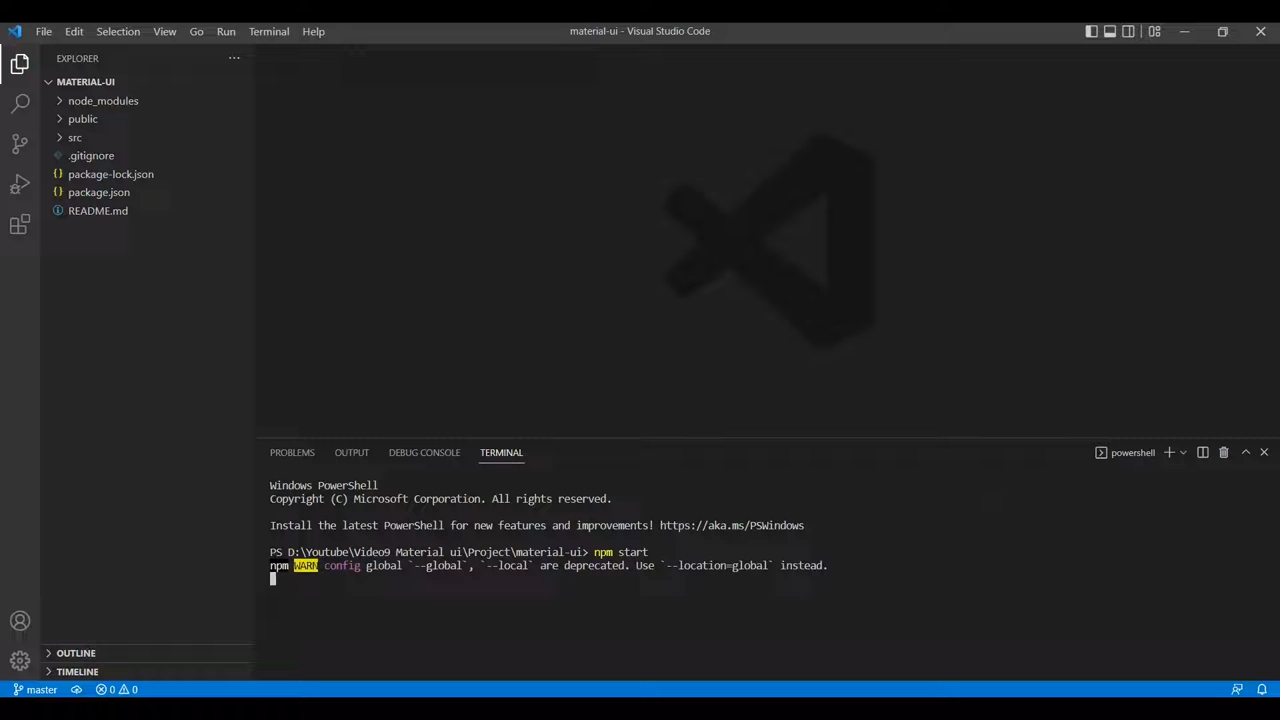 File Edit Selection View Go Run Terminal Help
material-ui - Visual Studio Code
EXPLORER
MATERIAL-UI
node_modules
public
src
.gitignore
package-lock.json
package.json
README.md
OUTLINE
TIMELINE
PROBLEMS OUTPUT DEBUG CONSOLE TERMINAL
powershell
Windows PowerShell
Copyright (C) Microsoft Corporation. All rights reserved.
Install the latest PowerShell for new features and improvements! https://aka.ms/PSWindows
PS D:\Youtube\Video9 Material ui\Project\material-ui> npm start
npm WARN config global `--global`, `--local` are deprecated. Use `--location=global` instead.
master 0 0